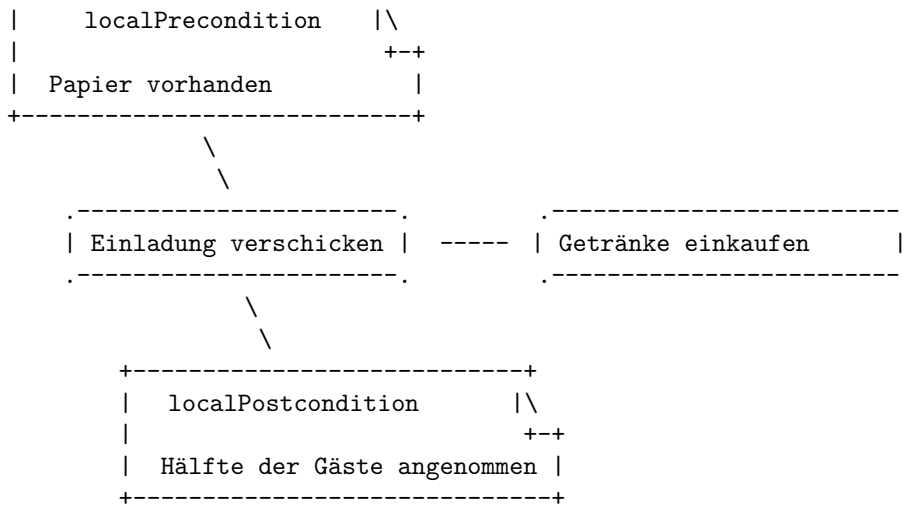 localPrecondition
Papier vorhanden
Einladung verschicken
Getränke einkaufen
localPostcondition
Hälfte der Gäste angenommen